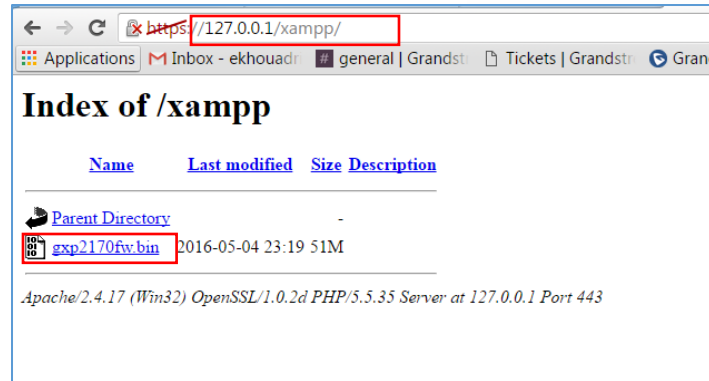 https://127.0.0.1/xampp/
Applications Inbox - ekhouadr general | Grandst Tickets | Grandstr Gran
Index of /xampp
Name Last modified Size Description
Parent Directory -
gxp2170fw.bin 2016-05-04 23:19 51M
Apache/2.4.17 (Win32) OpenSSL/1.0.2d PHP/5.5.35 Server at 127.0.0.1 Port 443